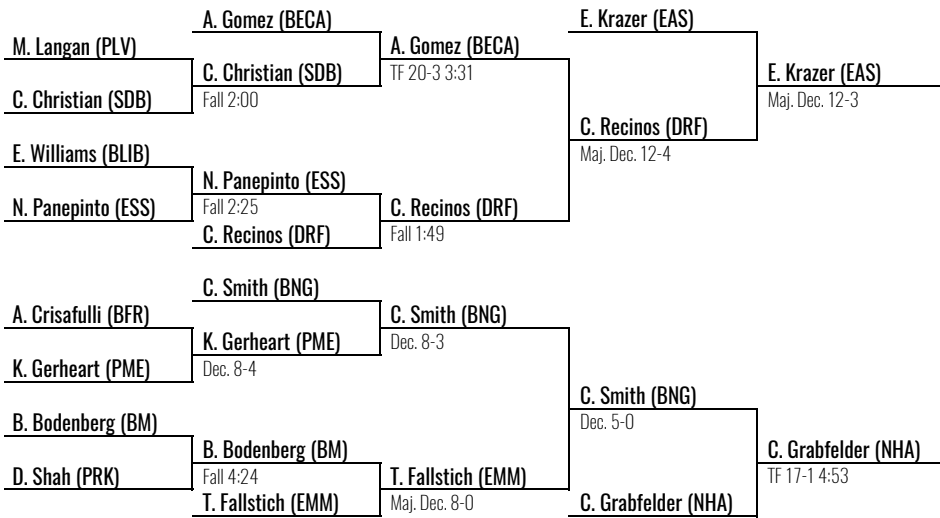 A. Gomez (BECA)
E. Krazer (EAS)
M. Langan (PLV)
A. Gomez (BECA)
C. Christian (SDB)
TF 20-3 3:31
E. Krazer (EAS)
C. Christian (SDB)
Fall 2:00
Maj. Dec. 12-3
C. Recinos (DRF)
E. Williams (BLIB)
Maj. Dec. 12-4
N. Panepinto (ESS)
N. Panepinto (ESS)
Fall 2:25
C. Recinos (DRF)
C. Recinos (DRF)
Fall 1:49
C. Smith (BNG)
A. Crisafulli (BFR)
C. Smith (BNG)
K. Gerheart (PME)
Dec. 8-3
K. Gerheart (PME)
Dec. 8-4
C. Smith (BNG)
B. Bodenberg (BM)
Dec. 5-0
B. Bodenberg (BM)
C. Grabfelder (NHA)
D. Shah (PRK)
Fall 4:24
T. Fallstich (EMM)
TF 17-1 4:53
T. Fallstich (EMM)
Maj. Dec. 8-0
C. Grabfelder (NHA)